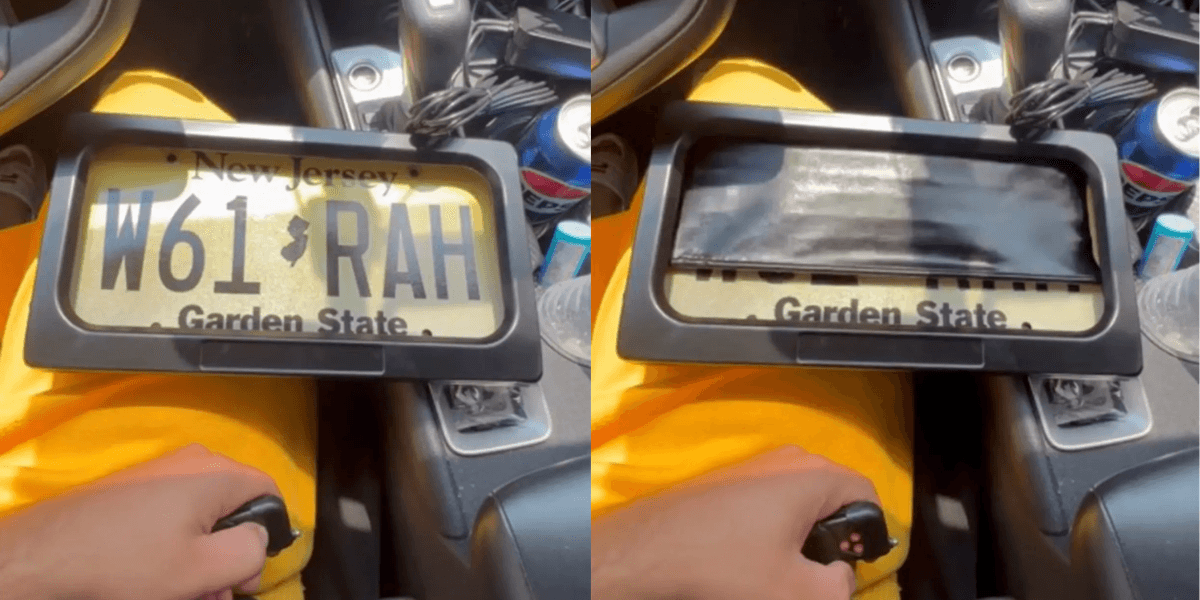 New Jersey
W61 RAH
Garden State
Garden State